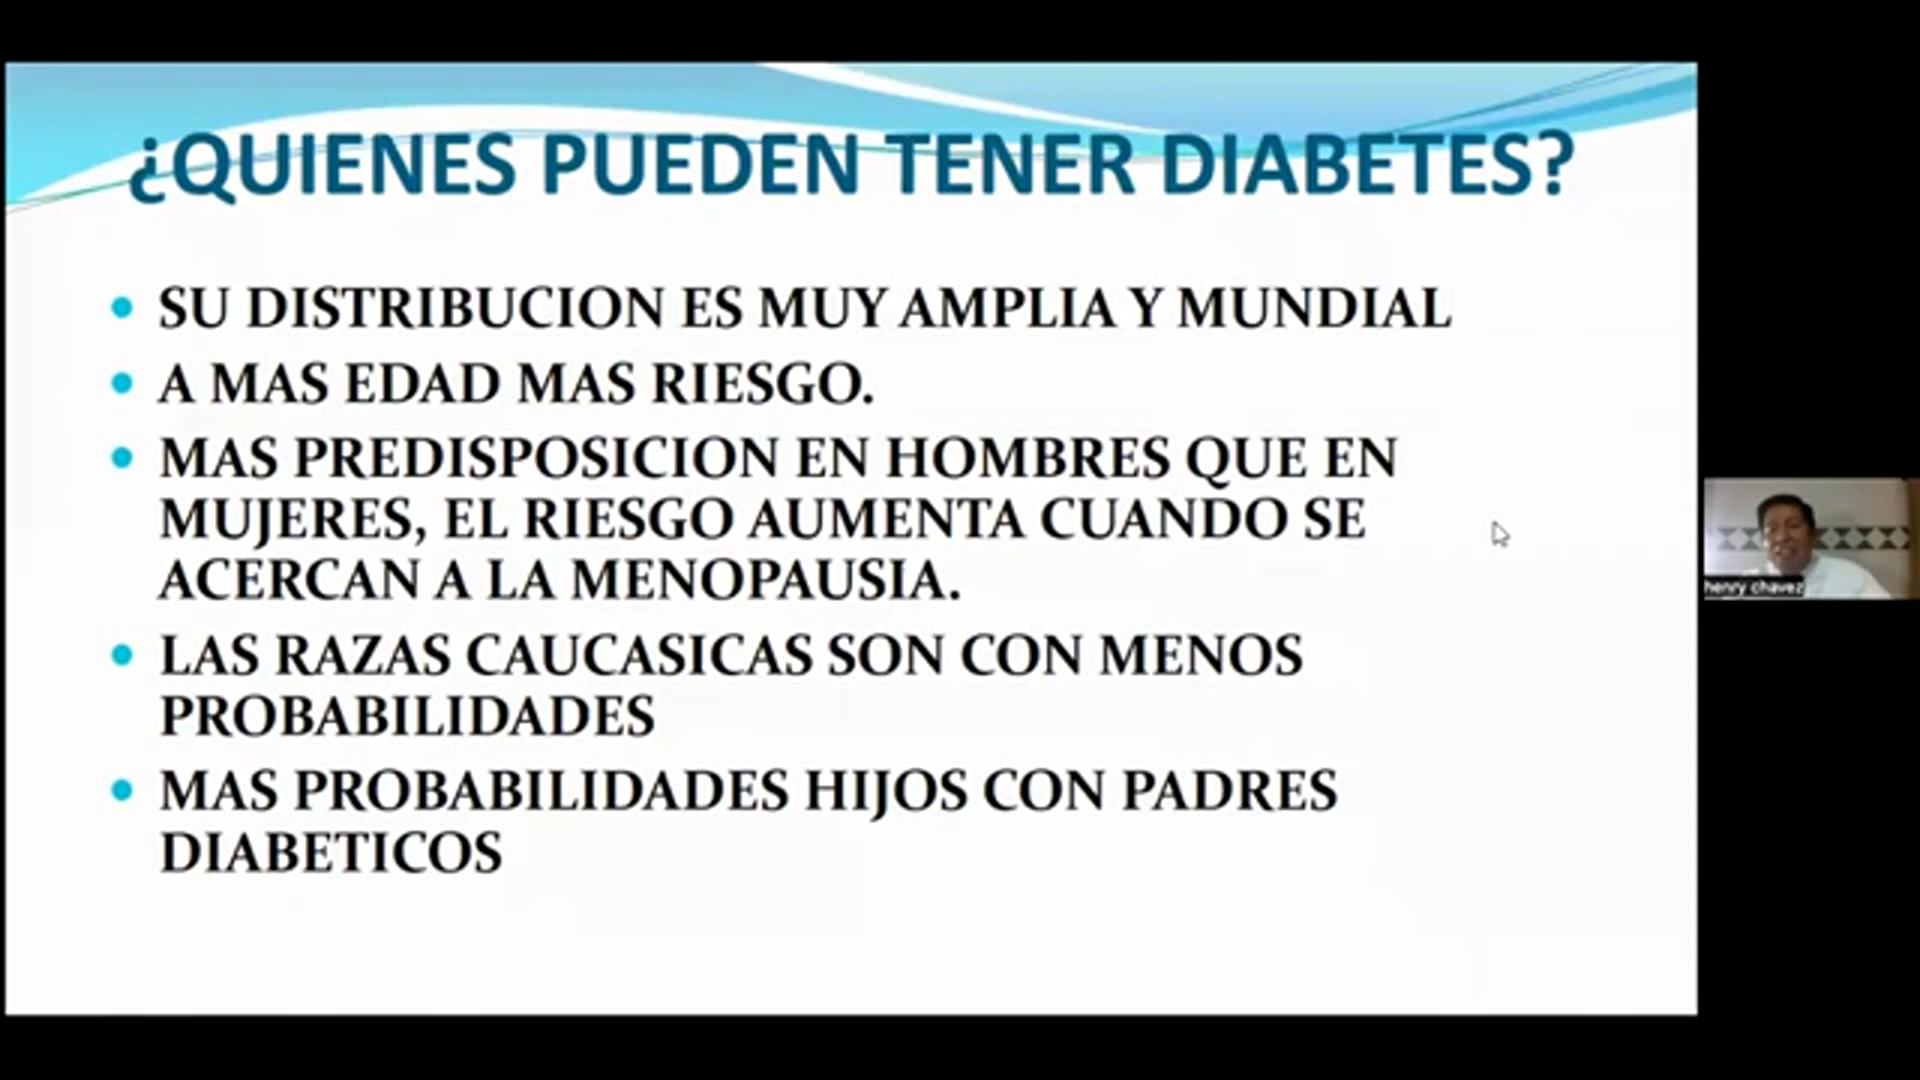 ¿QUIENES PUEDEN TENER DIABETES?
SU DISTRIBUCION ES MUY AMPLIA Y MUNDIAL
A MAS EDAD MAS RIESGO.
MAS PREDISPOSICION EN HOMBRES QUE EN
MUJERES, EL RIESGO AUMENTA CUANDO SE
ACERCAN A LA MENOPAUSIA.
LAS RAZAS CAUCASICAS SON CON MENOS
PROBABILIDADES
MAS PROBABILIDADES HIJOS CON PADRES
DIABETICOS
henry chavez